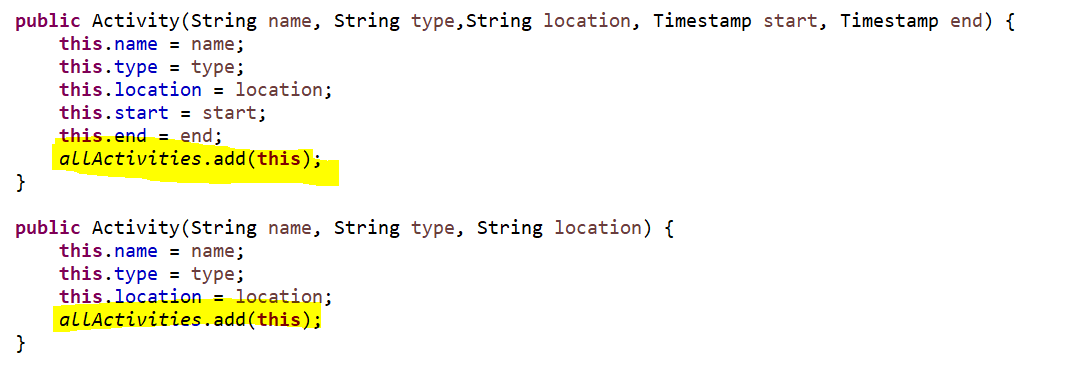 public Activity(String name, String type,String location, Timestamp start, Timestamp end) {
this.name = name;
this.type = type;
this.location = location;
this.start = start;
this.end = end;
allActivities.add(this);
}
public Activity(String name, String type, String location) {
this.name = name;
this.type = type;
this.location = location;
allActivities.add(this);
}